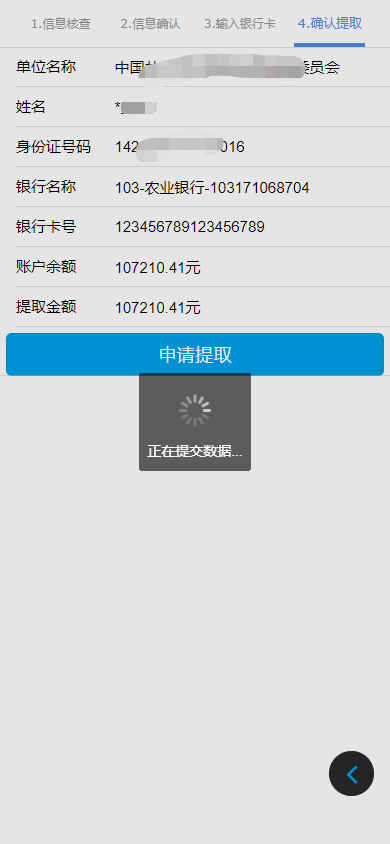 1.信息核查 2.信息确认 3.输入银行卡 4.确认提取
单位名称 中国 委员会
姓名 *
身份证号码 142 016
银行名称 103-农业银行-103171068704
银行卡号 123456789123456789
账户余额 107210.41元
提取金额 107210.41元
申请提取
正在提交数据...